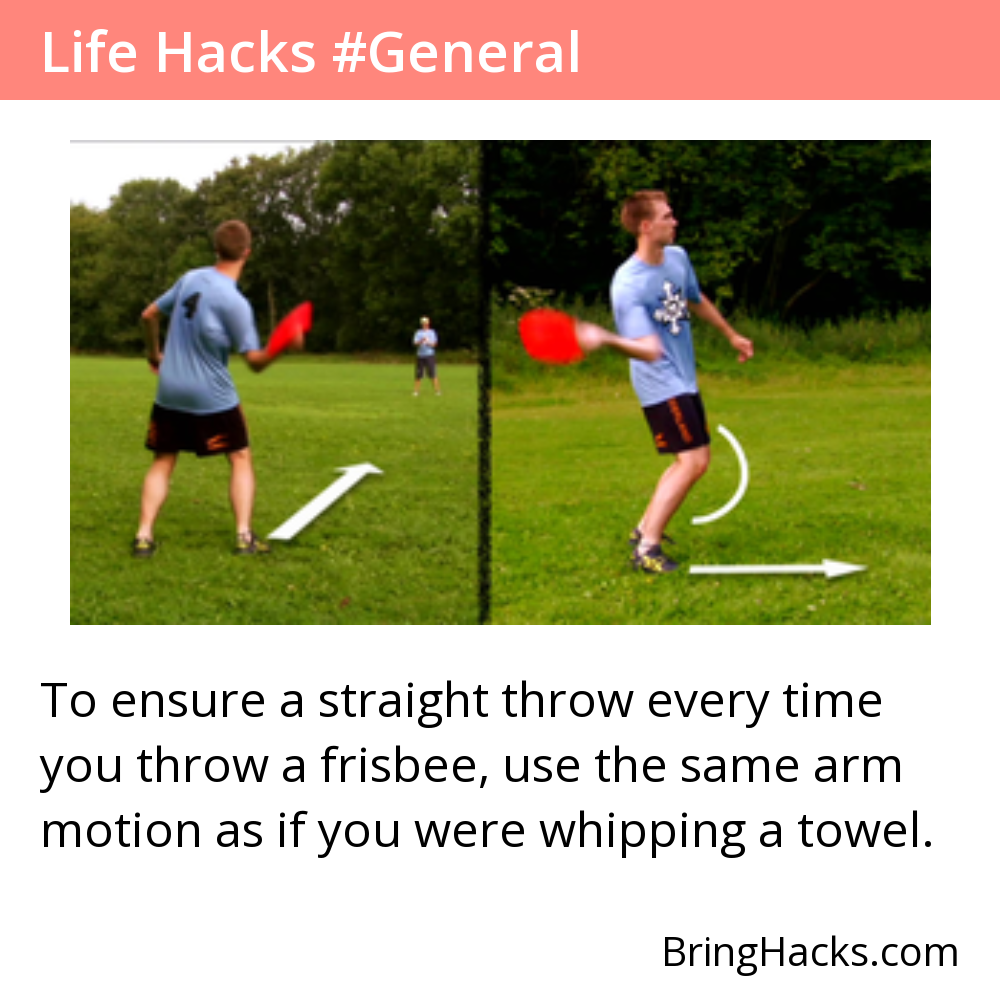 Life Hacks #General
4
To ensure a straight throw every time
you throw a frisbee, use the same arm
motion as if you were whipping a towel.
BringHacks.com